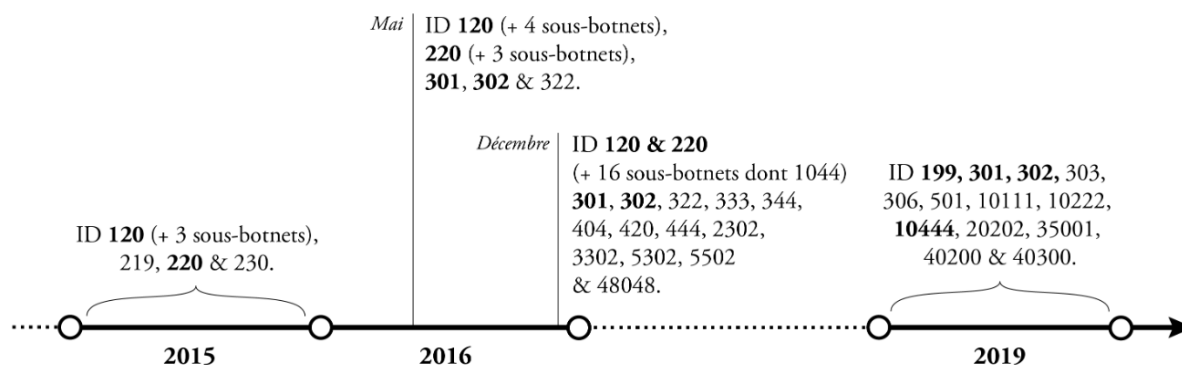 Mai
ID 120 (+ 4 sous-botnets),
220 (+ 3 sous-botnets),
301, 302 & 322.
Décembre
ID 120 & 220
(+ 16 sous-botnets dont 1044)
301, 302, 322, 333, 344,
404, 420, 444, 2302,
3302, 5302, 5502
& 48048.
ID 199, 301, 302, 303,
306, 501, 10111, 10222,
10444, 20202, 35001,
40200 & 40300.
ID 120 (+ 3 sous-botnets),
219, 220 & 230.
2015
2016
2019